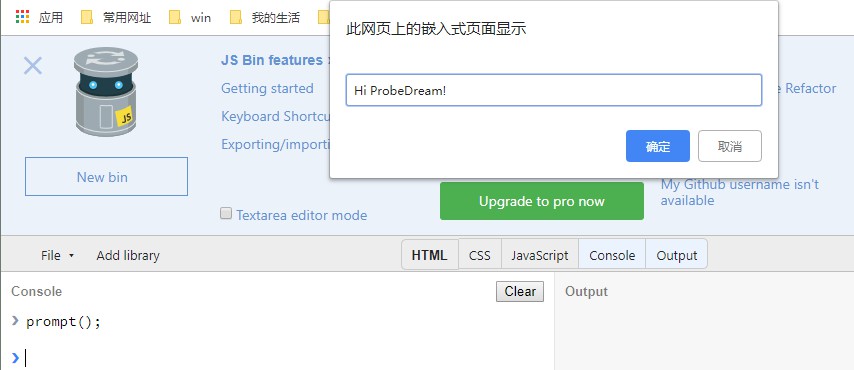 应用 常用网址 win 我的生活
此网页上的嵌入式页面显示
Hi ProbeDream!
确定 取消
JS
New bin
JS Bin features
Getting started
Keyboard Shortcu
Exporting/importi
Textarea editor mode
Upgrade to pro now
Refactor
My Github username isn't
available
File Add library HTML CSS JavaScript Console Output
Console Clear Output
› prompt();
›